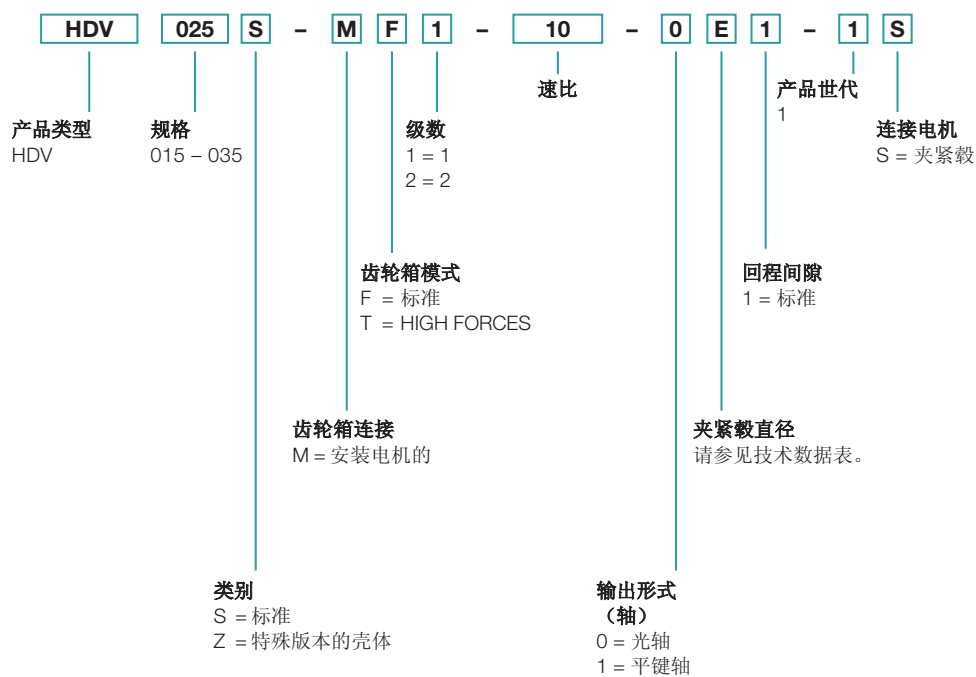 HDV 025 S – M F 1 – 10 – 0 E 1 – 1 S
产品类型
HDV
规格
015 – 035
级数
1 = 1
2 = 2
速比
产品世代
1
连接电机
S = 夹紧毂
齿轮箱模式
F = 标准
T = HIGH FORCES
回程间隙
1 = 标准
齿轮箱连接
M = 安装电机的
夹紧毂直径
请参见技术数据表。
类别
S = 标准
Z = 特殊版本的壳体
输出形式
(轴)
0 = 光轴
1 = 平键轴